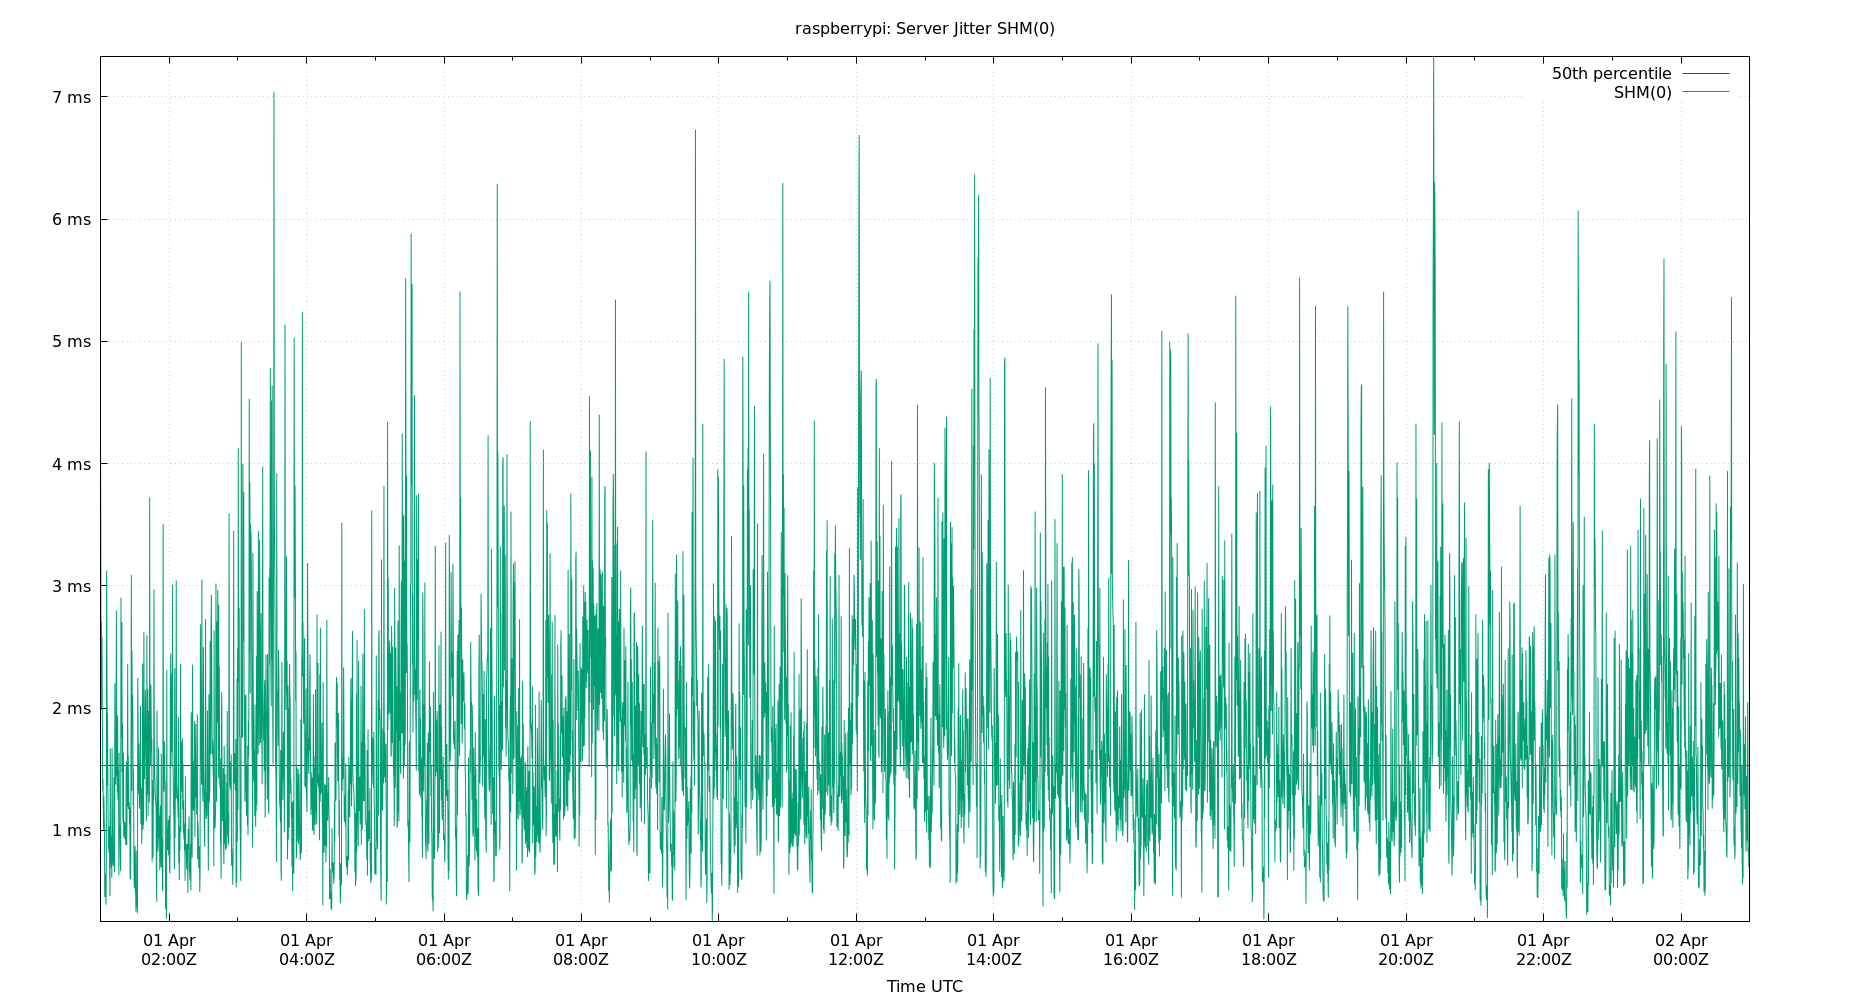 raspberrypi: Server Jitter SHM(0)
50th percentile
SHM(0)
7 ms
6 ms
5 ms
4 ms
3 ms
2 ms
1 ms
01 Apr 01 Apr 01 Apr 01 Apr 01 Apr 01 Apr 01 Apr 01 Apr 01 Apr 01 Apr 01 Apr 02 Apr
02:00Z 04:00Z 06:00Z 08:00Z 10:00Z 12:00Z 14:00Z 16:00Z 18:00Z 20:00Z 22:00Z 00:00Z
Time UTC